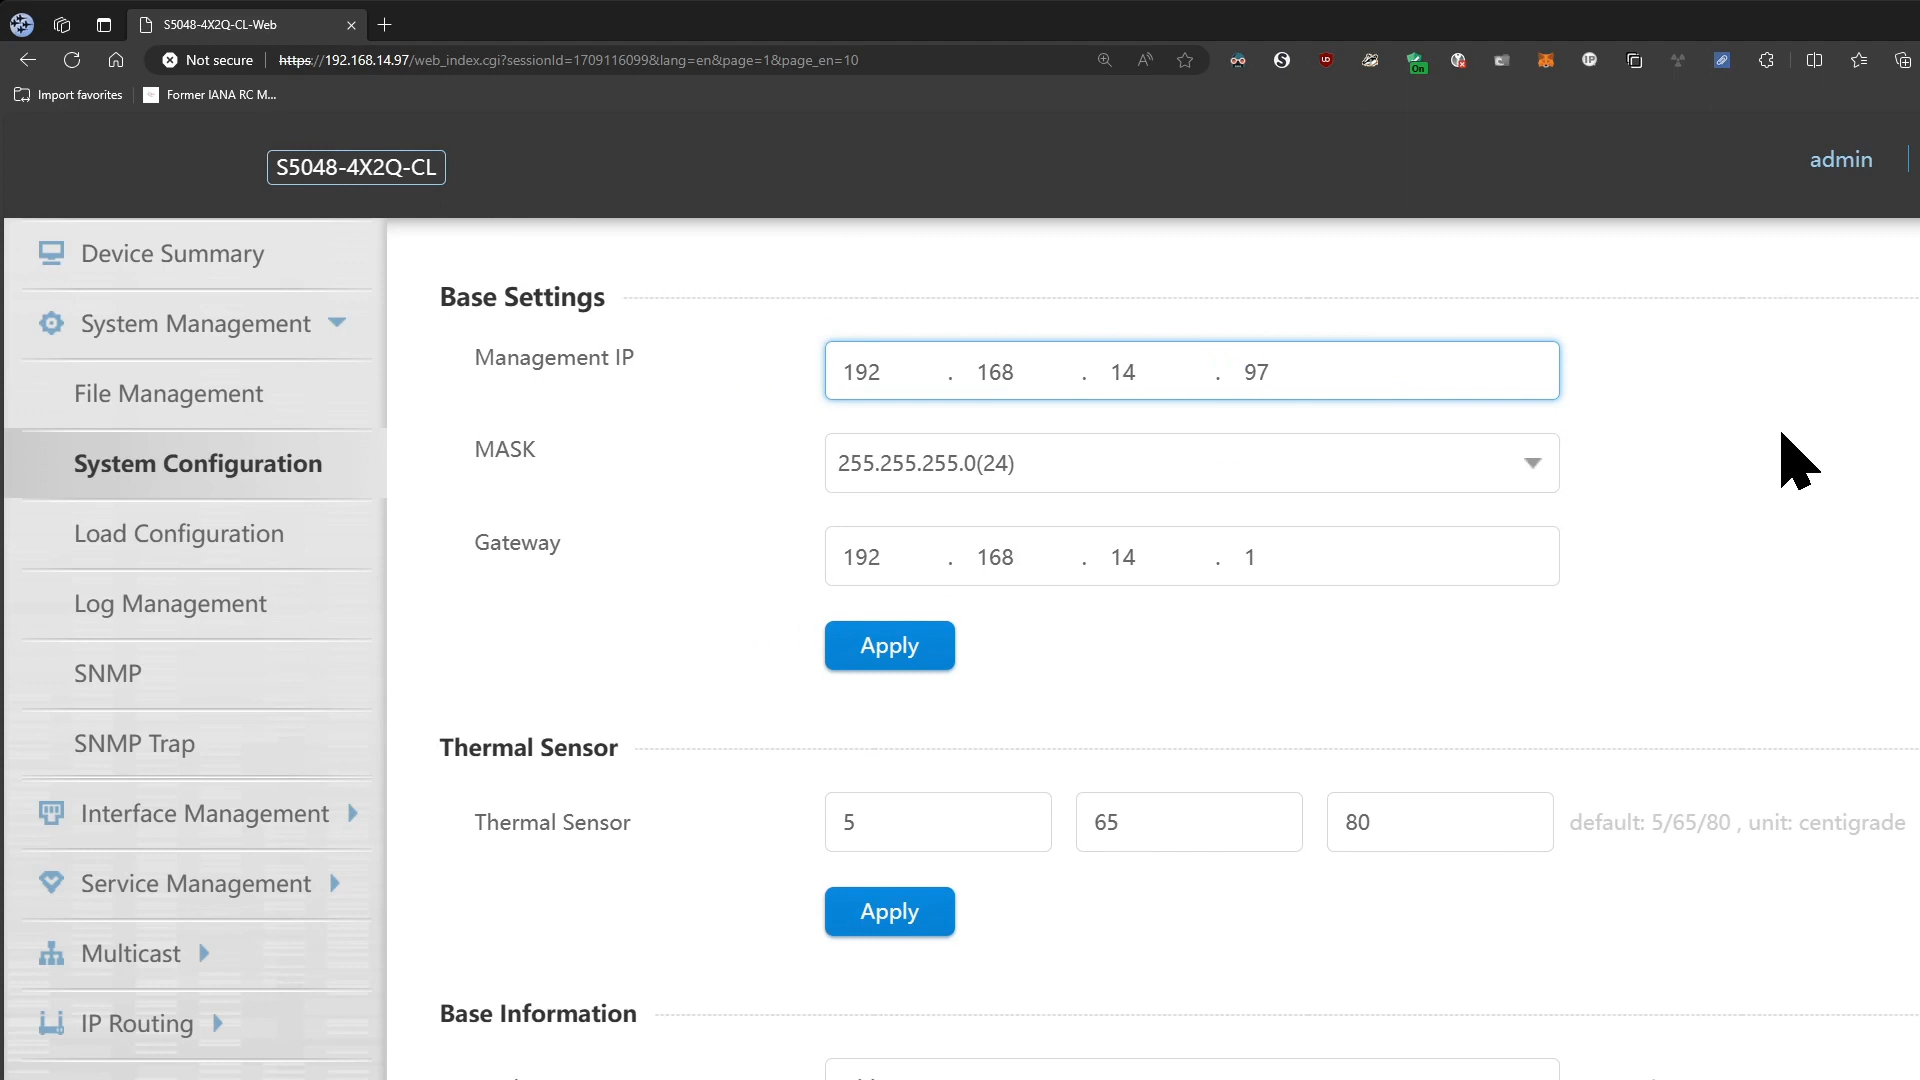 S5048-4X2Q-CL-Web
Not secure https://192.168.14.97/web_index.cgi?sessionId=1709116099&lang=en&page=1&page_en=10
On
Import favorites
Former IANA RC M...
S5048-4X2Q-CL
admin
Device Summary
System Management
File Management
System Configuration
Load Configuration
Log Management
SNMP
SNMP Trap
Interface Management
Service Management
Multicast
IP Routing
Base Settings
Management IP 192 . 168 . 14 . 97
MASK 255.255.255.0(24)
Gateway 192 . 168 . 14 . 1
Apply
Thermal Sensor
Thermal Sensor 5 65 80 default: 5/65/80 , unit: centigrade
Apply
Base Information